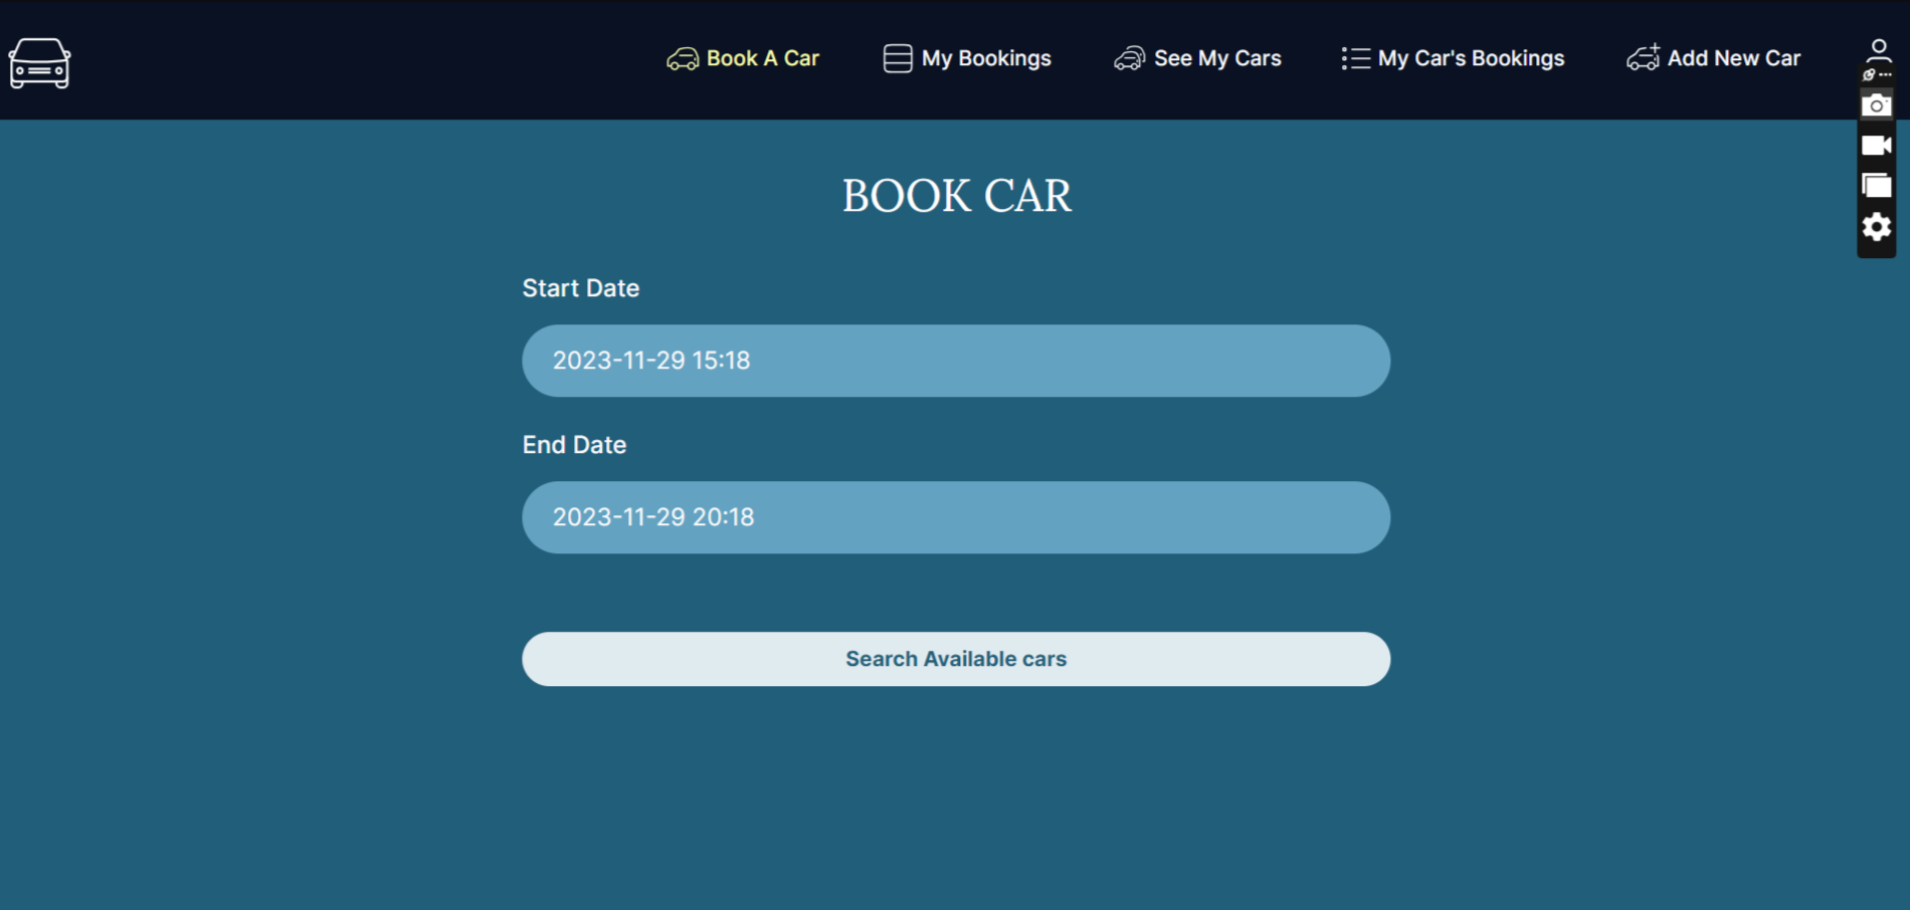 Book A Car
My Bookings
See My Cars
My Car's Bookings
Add New Car
BOOK CAR
Start Date
2023-11-29 15:18
End Date
2023-11-29 20:18
Search Available cars